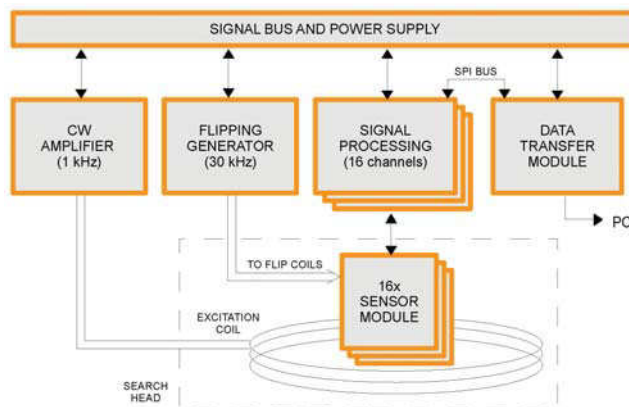 SIGNAL BUS AND POWER SUPPLY
SPI BUS
CW
AMPLIFIER
(1 kHz)
FLIPPING
GENERATOR
(30 kHz)
SIGNAL
PROCESSING
(16 channels)
DATA
TRANSFER
MODULE
PC
TO FLIP COILS
16x
SENSOR
MODULE
EXCITATION
COIL
SEARCH
HEAD